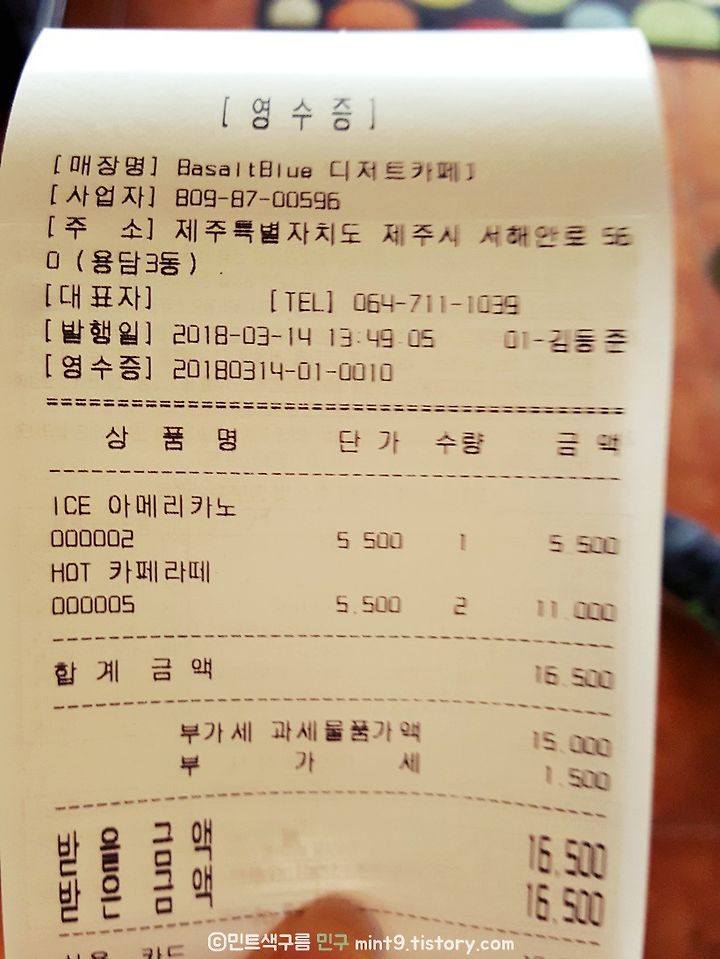 [ 영 수 증 ]
[매장명] BasaltBlue 디저트카페]
[사업자] 809-87-00596
[주 소] 제주특별자치도 제주시 서해안로 56
0 (용담3동) .
[대표자] [TEL] 064-711-1039
[발행일] 2018-03-14 13:49:05 01-김동준
[영수증] 20180314-01-0010
상 품 명 단 가 수량 금 액
ICE 아메리카노
000002 5,500 1 5,500
HOT 카페라떼
000005 5,500 2 11,000
합 계 금 액 16,500
부가세 과세물품가액 15,000
부 가 세 1,500
받 을 금 액 16,500
받 은 금 액 16,500
ⓒ민트색구름 민구 mint9.tistory.com